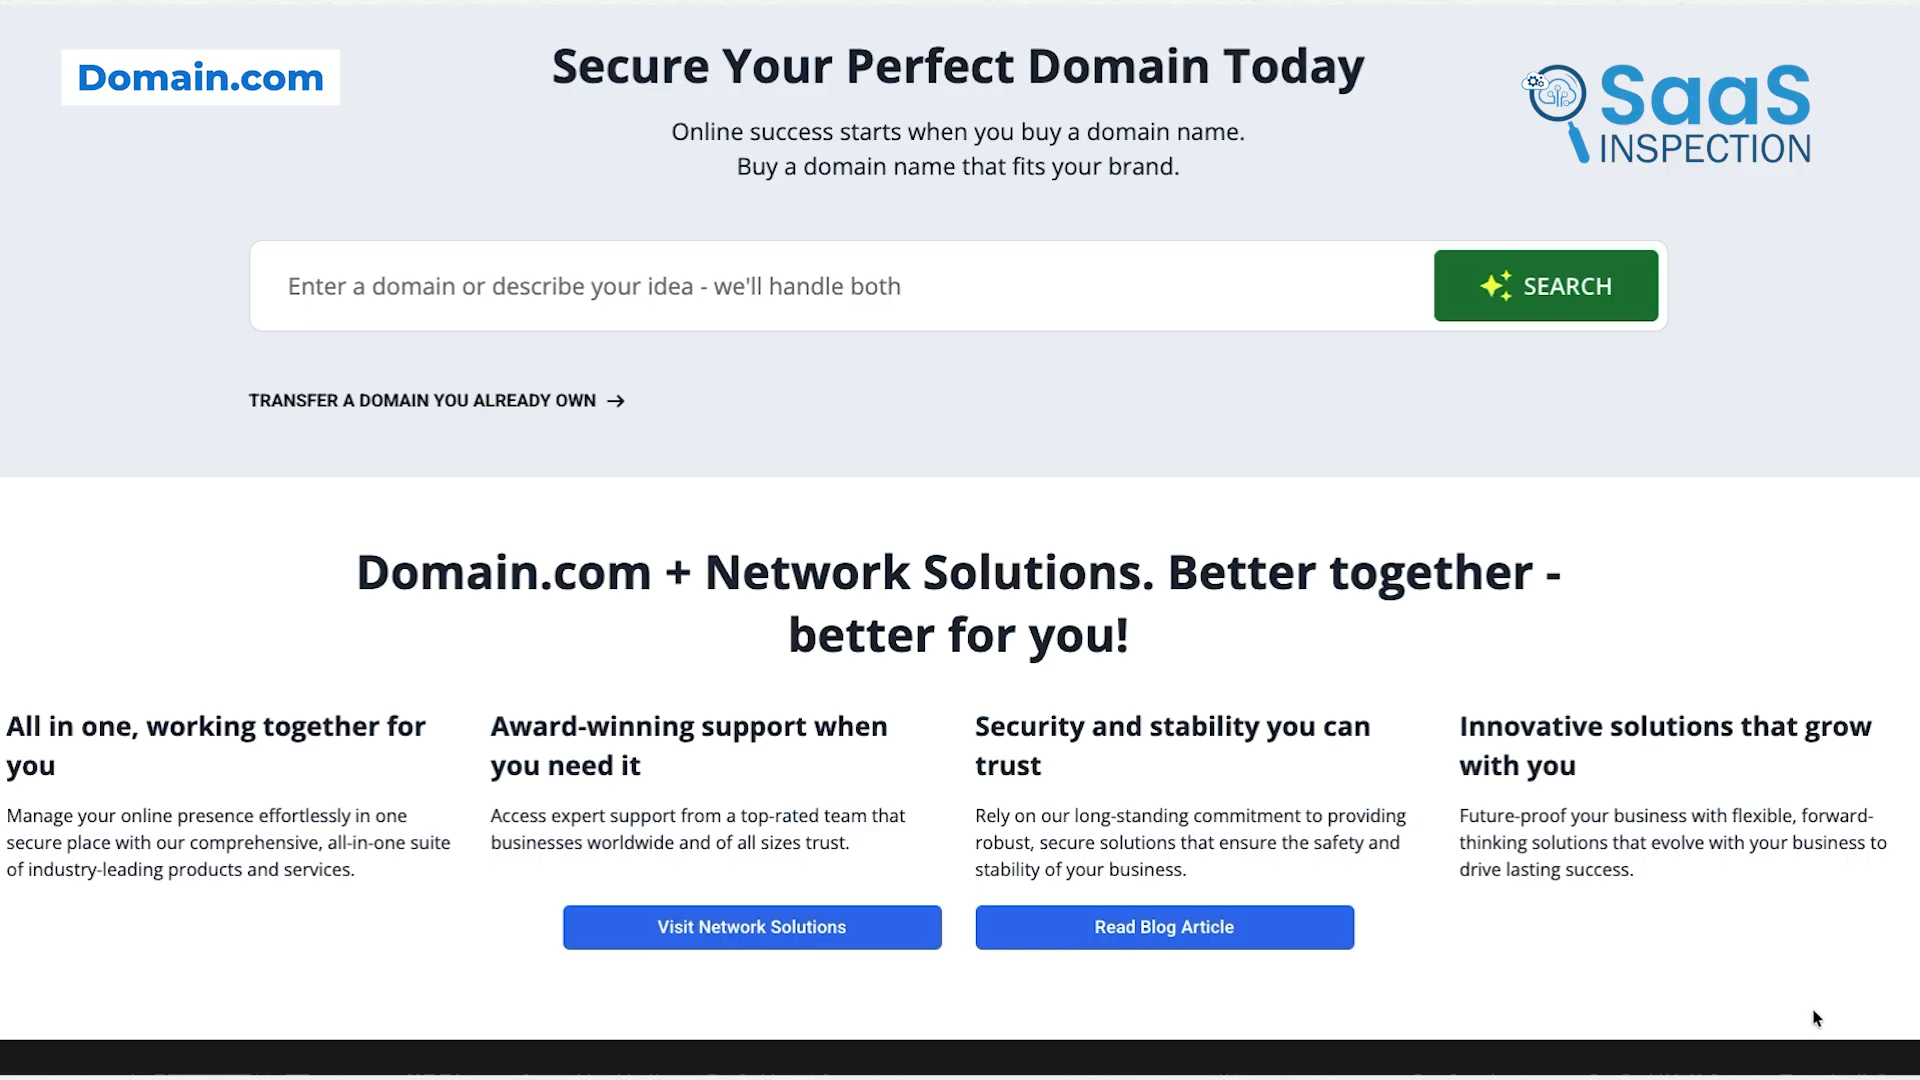 Domain.com
Secure Your Perfect Domain Today
SaaS
INSPECTION
Online success starts when you buy a domain name.
Buy a domain name that fits your brand.
Enter a domain or describe your idea - we'll handle both
SEARCH
TRANSFER A DOMAIN YOU ALREADY OWN →
Domain.com + Network Solutions. Better together -
better for you!
All in one, working together for
you
Manage your online presence effortlessly in one
secure place with our comprehensive, all-in-one suite
of industry-leading products and services.
Award-winning support when
you need it
Access expert support from a top-rated team that
businesses worldwide and of all sizes trust.
Security and stability you can
trust
Rely on our long-standing commitment to providing
robust, secure solutions that ensure the safety and
stability of your business.
Innovative solutions that grow
with you
Future-proof your business with flexible, forward-
thinking solutions that evolve with your business to
drive lasting success.
Visit Network Solutions
Read Blog Article